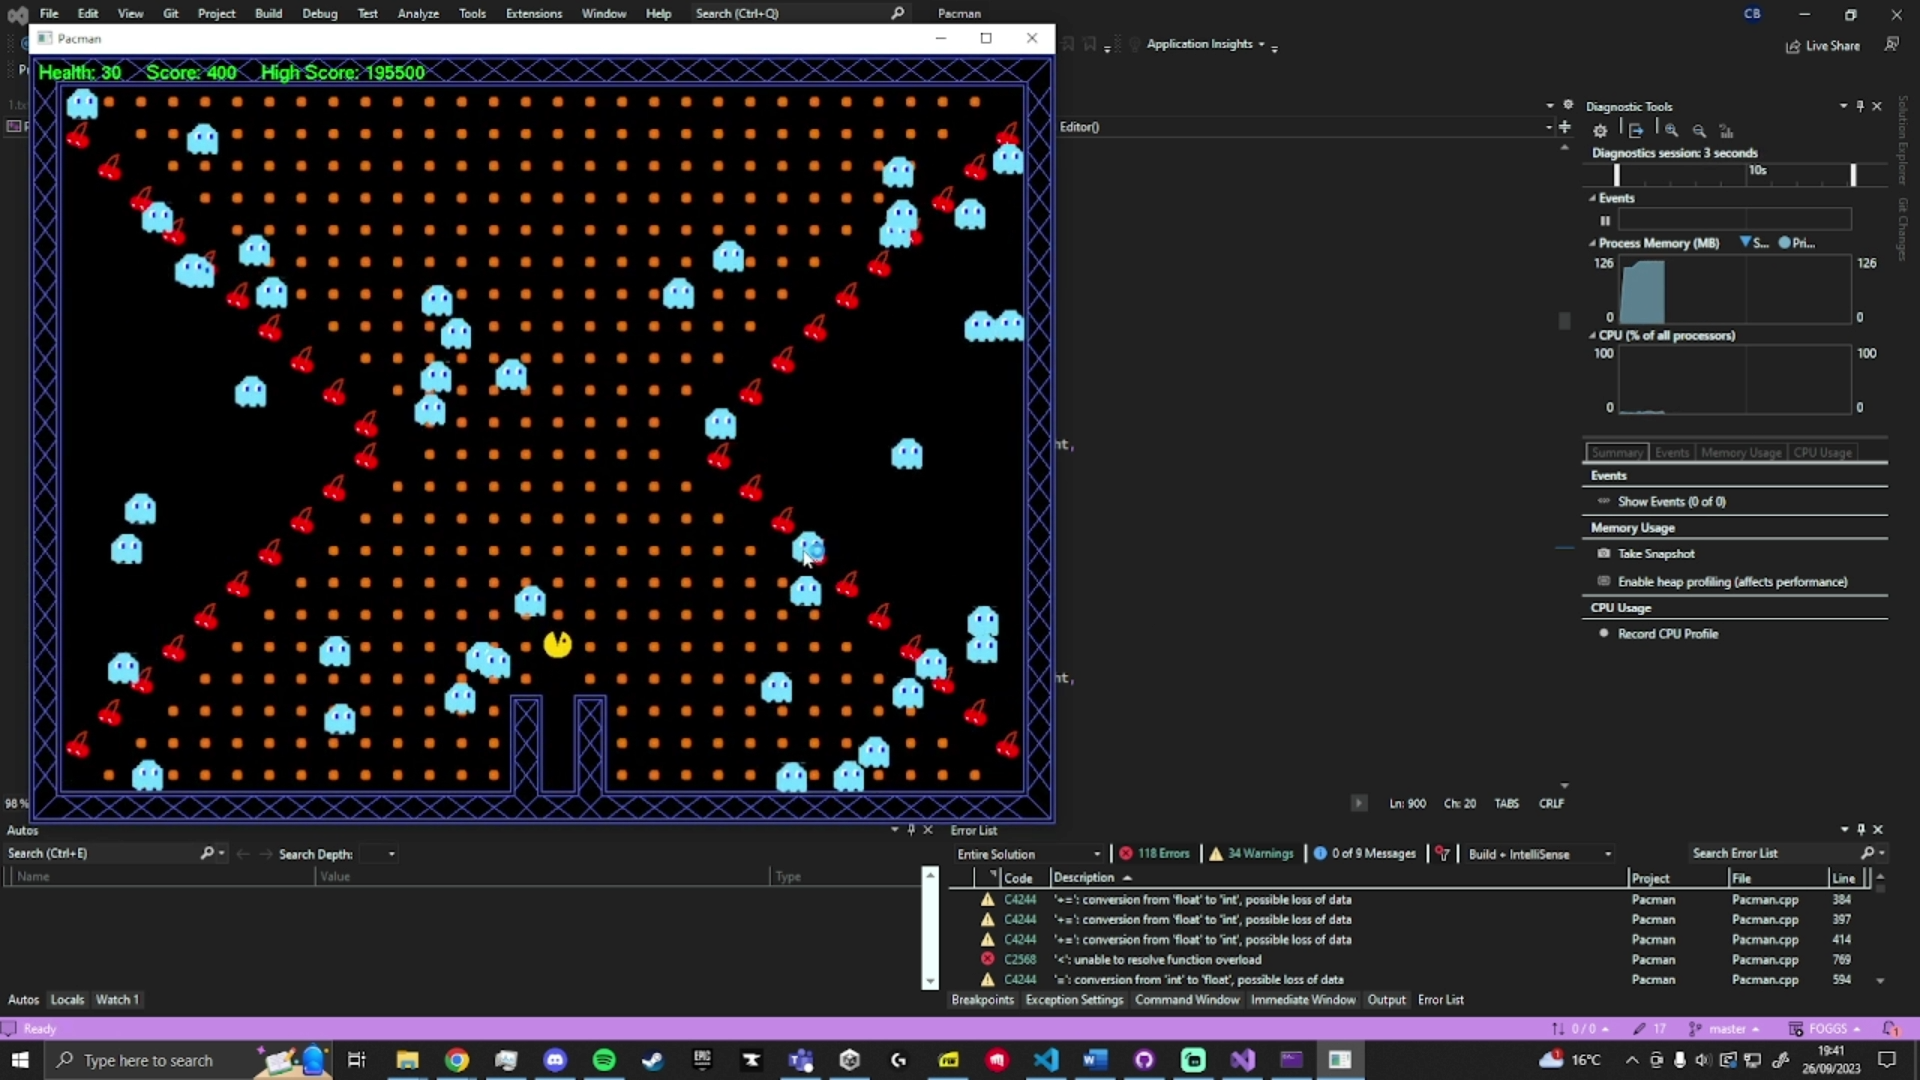 File Edit View Git Project Build Debug Test Analyze Tools Extensions Window Help Search (Ctrl+Q) Pacman CB
Pacman
Application Insights
Live Share
Health: 30 Score: 400 High Score: 195500
Editor()
Diagnostic Tools
Diagnostics session: 3 seconds
10s
Events
Process Memory (MB) S... Pri...
126 126
0 0
CPU (% of all processors)
100 100
0 0
Summary Events Memory Usage CPU Usage
Events
Show Events (0 of 0)
Memory Usage
Take Snapshot
Enable heap profiling (affects performance)
CPU Usage
Record CPU Profile
Solution Explorer
Git Changes
nt,
nt,
98 %
Ln: 900 Ch: 20 TABS CRLF
Autos
Search (Ctrl+E) Search Depth:
Name Value Type
Autos Locals Watch 1
Error List
Entire Solution 118 Errors 34 Warnings 0 of 9 Messages Build + IntelliSense Search Error List
Code Description Project File Line
C4244 '+=': conversion from 'float' to 'int', possible loss of data Pacman Pacman.cpp 384
C4244 '+=': conversion from 'float' to 'int', possible loss of data Pacman Pacman.cpp 397
C4244 '+=': conversion from 'float' to 'int', possible loss of data Pacman Pacman.cpp 414
C2568 '<': unable to resolve function overload Pacman Pacman.cpp 769
C4244 '=': conversion from 'int' to 'float', possible loss of data Pacman Pacman.cpp 594
Breakpoints Exception Settings Command Window Immediate Window Output Error List
Ready 0 / 0 17 master FOGGS
Type here to search 16°C 19:41
26/09/2023